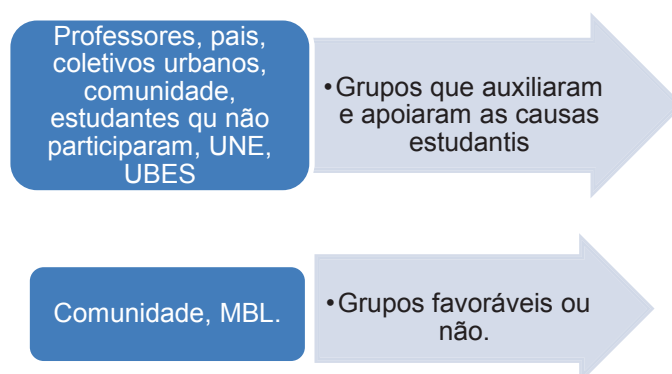 Professores, pais,
coletivos urbanos,
comunidade,
estudantes qu não
participaram, UNE,
UBES
•Grupos que auxiliaram
e apoiaram as causas
estudantis
Comunidade, MBL.
•Grupos favoráveis ou
não.